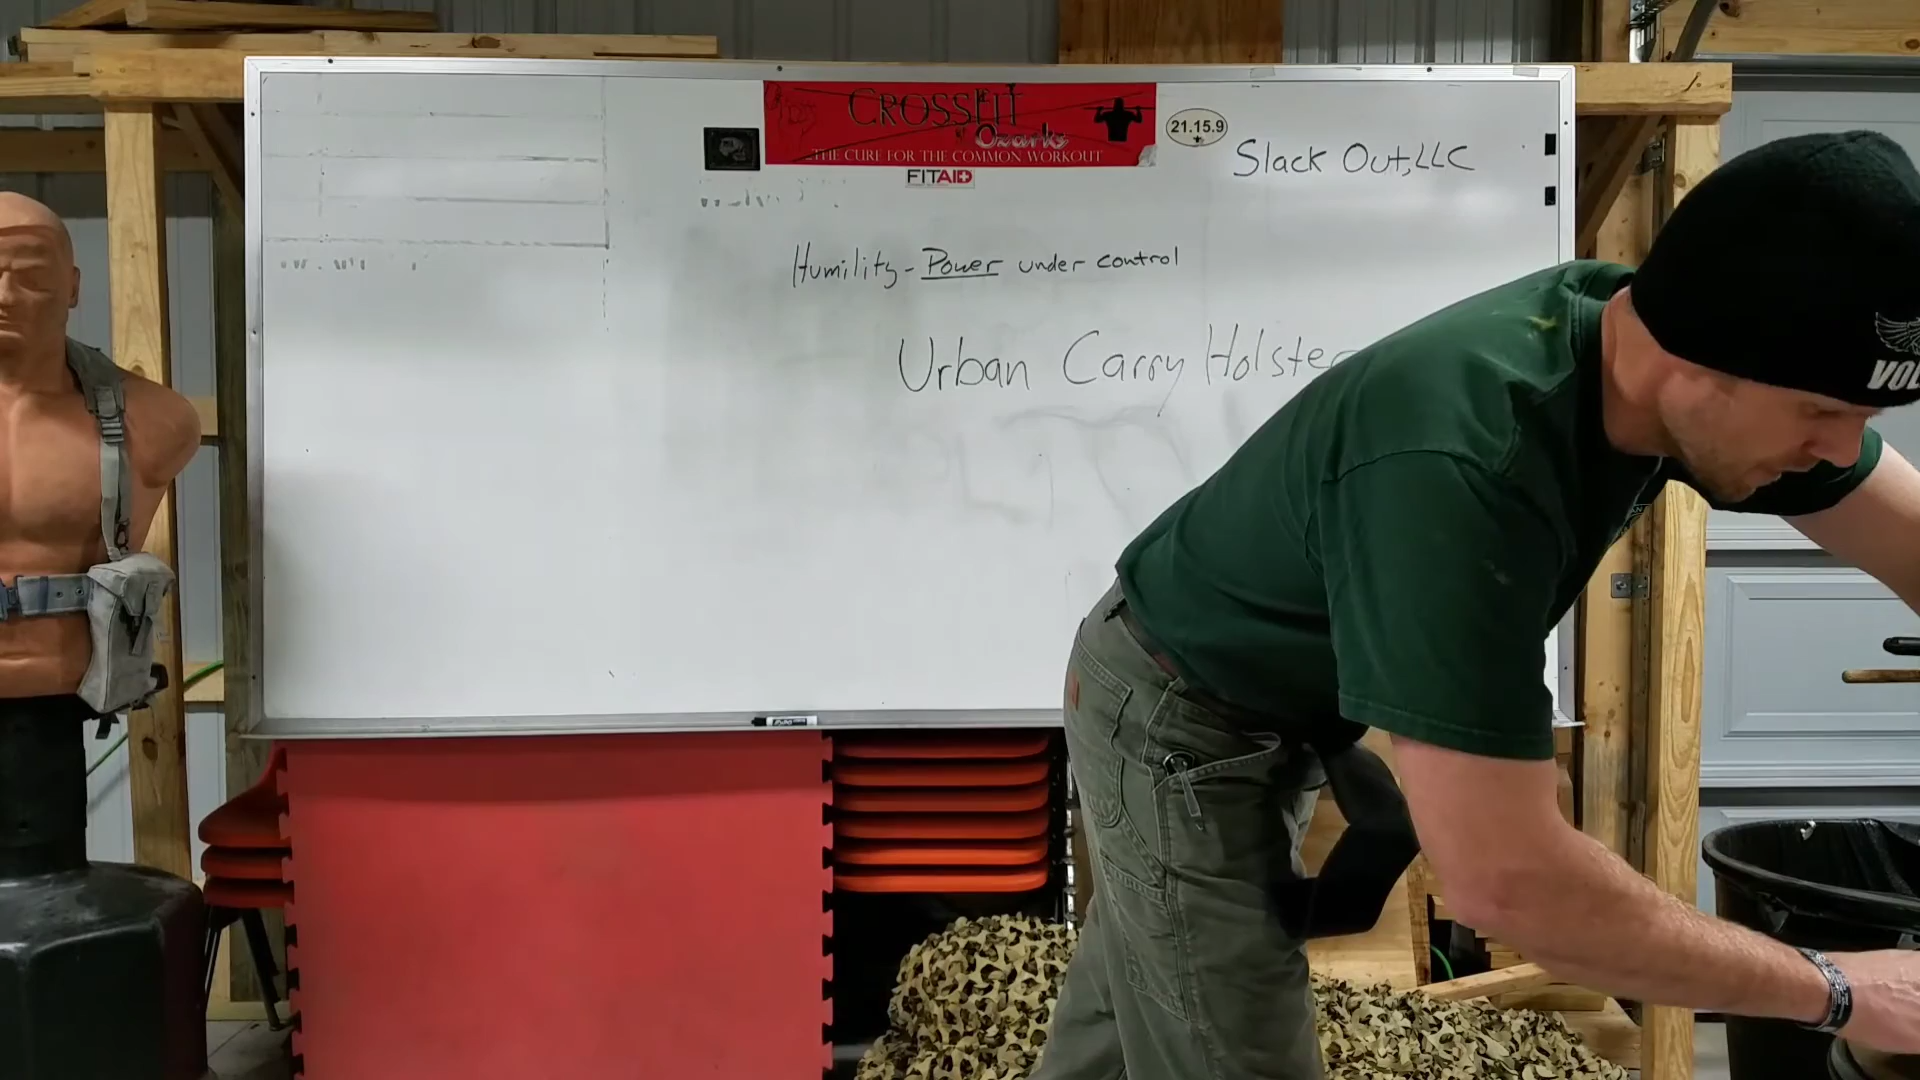 CROSSFIT
Ozarks
THE CURE FOR THE COMMON WORKOUT
FITAID
21.15.9
Slack Out, LLC
Humility - Power under control
Urban Carry Holster
VOL